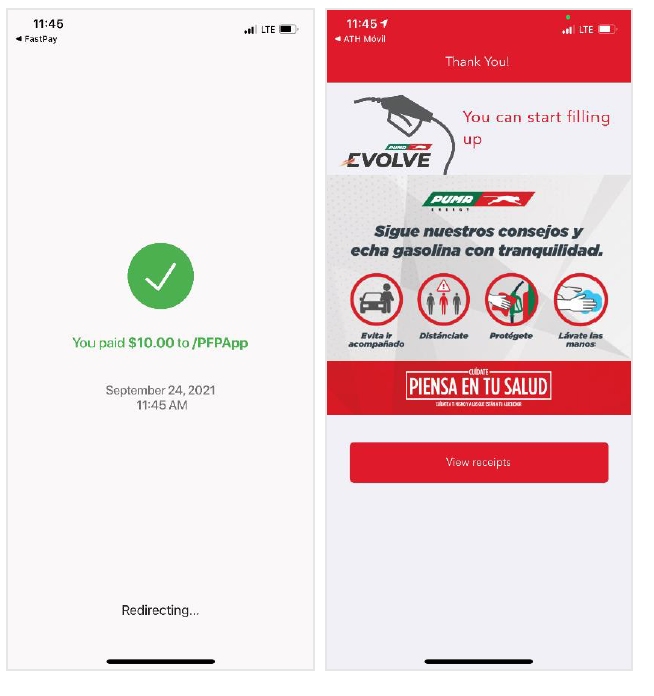 11:45
LTE
◄ FastPay
You paid $10.00 to /PFPApp
September 24, 2021
11:45 AM
Redirecting...
11:45
LTE
◄ ATH Móvil
Thank You!
You can start filling
up
PUMA
EVOLVE
PUMA
ENERGY
Sigue nuestros consejos y
echa gasolina con tranquilidad.
Evita ir
acompañado
Distánciate
Protégete
Lávate las
manos
CUÍDATE
PIENSA EN TU SALUD
View receipts